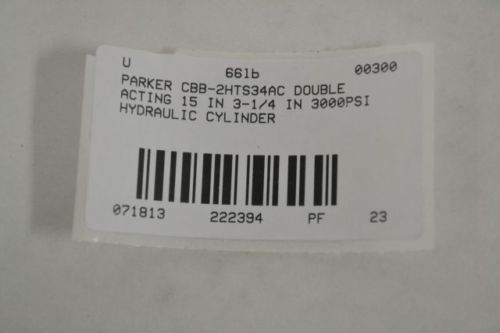 U 661b 00300
PARKER CBB-2HTS34AC DOUBLE
ACTING 15 IN 3-1/4 IN 3000PSI
HYDRAULIC CYLINDER
071813 222394 PF 23